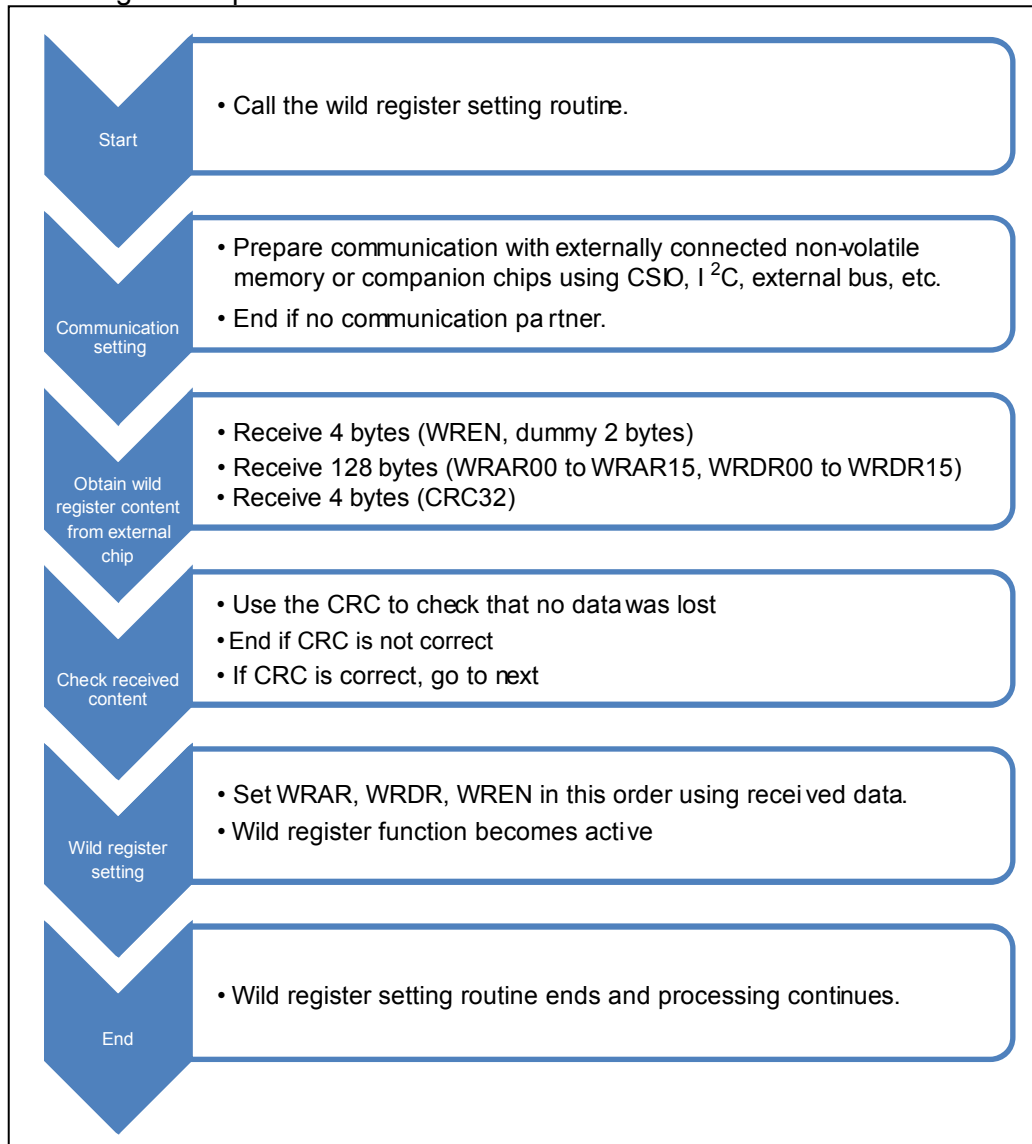 Start
• Call the wild register setting routine.
Communication
setting
• Prepare communication with externally connected non-volatile
memory or companion chips using CSIO, I ²C, external bus, etc.
• End if no communication pa rtner.
Obtain wild
register content
from external
chip
• Receive 4 bytes (WREN, dummy 2 bytes)
• Receive 128 bytes (WRAR00 to WRAR15, WRDR00 to WRDR15)
• Receive 4 bytes (CRC32)
Check received
content
• Use the CRC to check that no data was lost
• End if CRC is not correct
• If CRC is correct, go to next
Wild register
setting
• Set WRAR, WRDR, WREN in this order using recei ved data.
• Wild register function becomes active
End
• Wild register setting routine ends and processing continues.